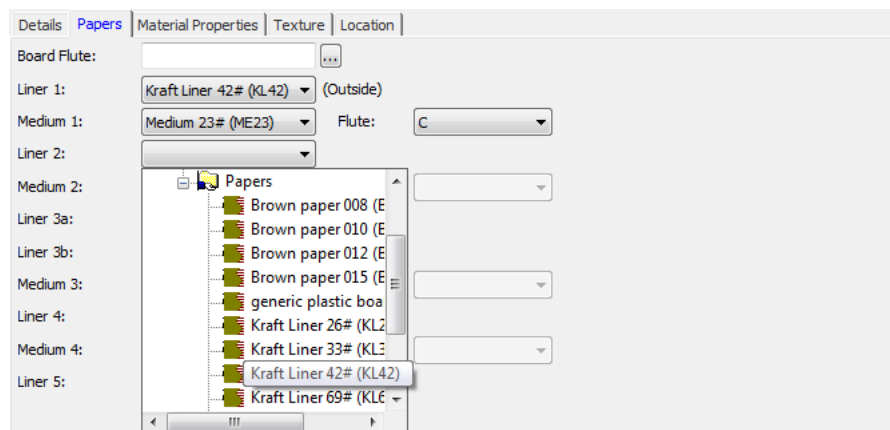 Details Papers Material Properties Texture Location
Board Flute: ...
Liner 1: Kraft Liner 42# (KL42) (Outside)
Medium 1: Medium 23# (ME23) Flute: C
Liner 2:
Papers
Medium 2:
Brown paper 008 (E
Liner 3a:
Brown paper 010 (E
Liner 3b:
Brown paper 012 (E
Brown paper 015 (E
Medium 3:
generic plastic boa
Liner 4:
Kraft Liner 26# (KL2
Medium 4:
Kraft Liner 33# (KL3
Kraft Liner 42# (KL42)
Liner 5:
Kraft Liner 69# (KL6